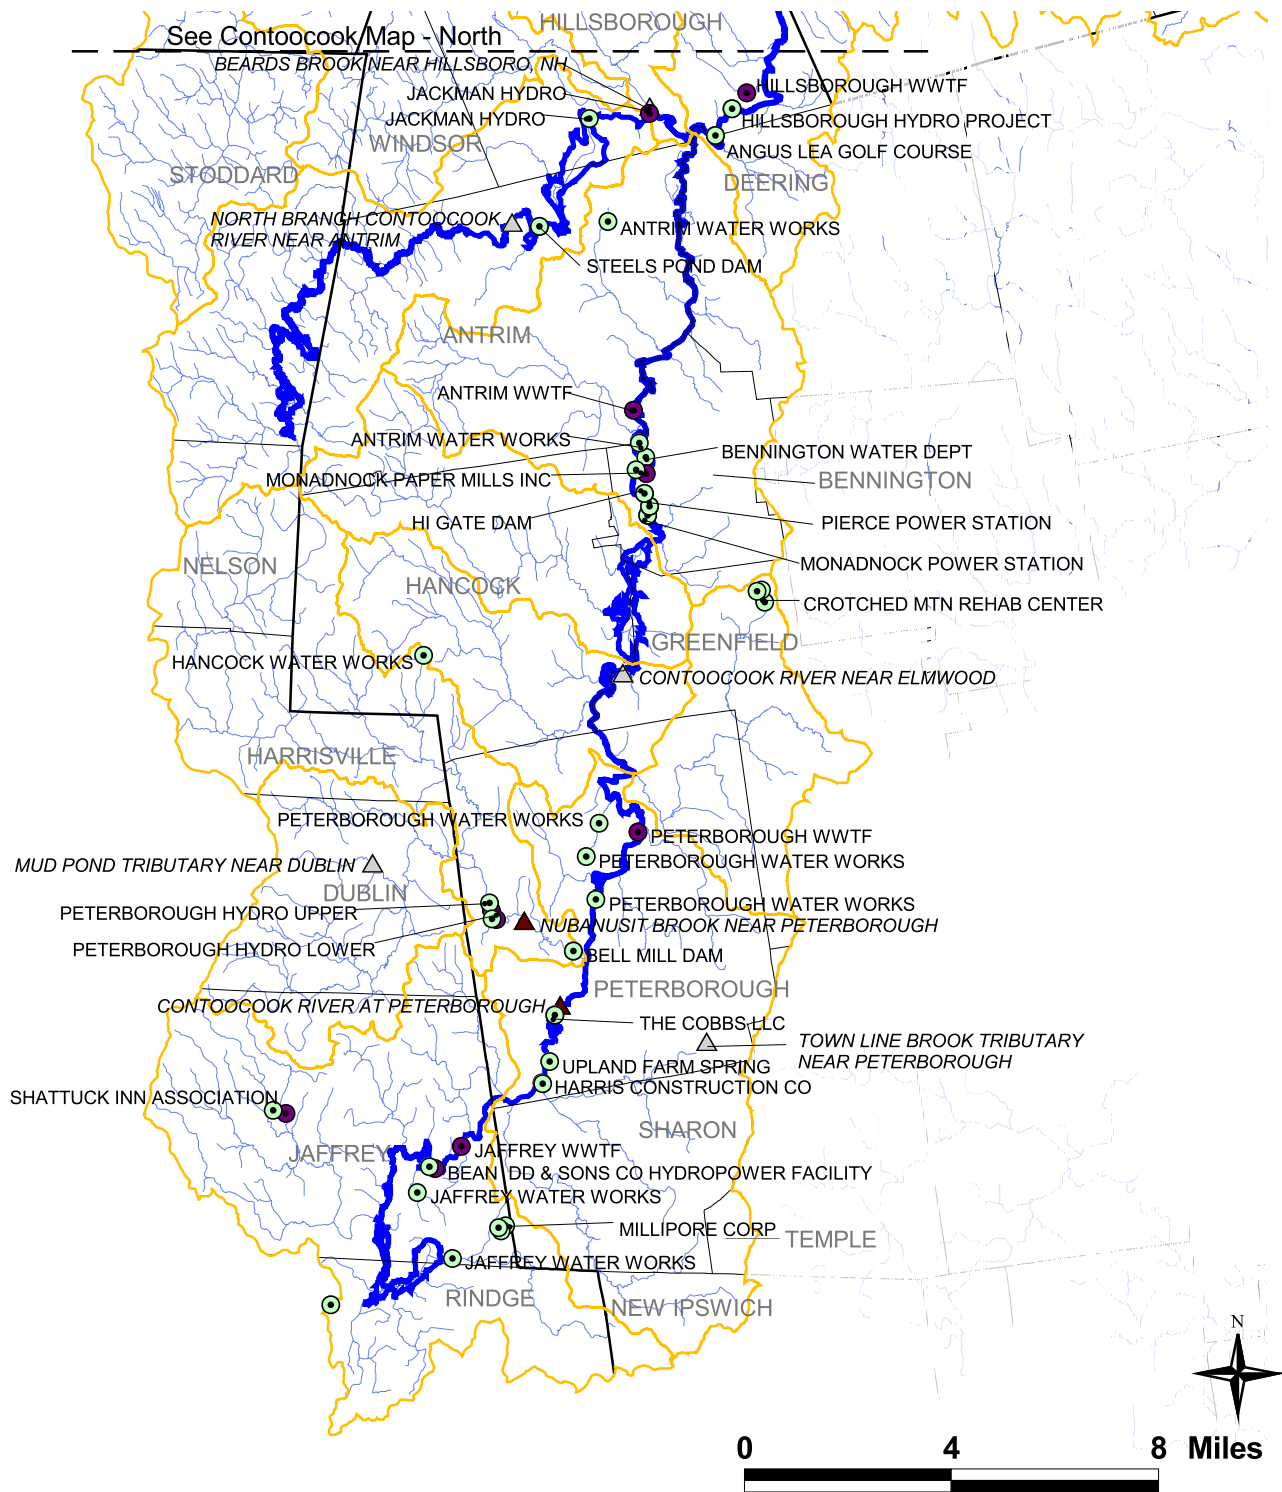 HILLSBOROUGH
See Contoocook Map - North
BEARDS BROOK NEAR HILLSBORO, NH
HILLSBOROUGH WWTF
JACKMAN HYDRO
JACKMAN HYDRO
HILLSBOROUGH HYDRO PROJECT
WINDSOR
ANGUS LEA GOLF COURSE
STODDARD
DEERING
NORTH BRANCH CONTOOCOOK
RIVER NEAR ANTRIM
ANTRIM WATER WORKS
STEELS POND DAM
ANTRIM
ANTRIM WWTF
ANTRIM WATER WORKS
BENNINGTON WATER DEPT
MONADNOCK PAPER MILLS INC
BENNINGTON
HI GATE DAM
PIERCE POWER STATION
NELSON
MONADNOCK POWER STATION
HANCOCK
CROTCHED MTN REHAB CENTER
GREENFIELD
HANCOCK WATER WORKS
CONTOOCOOK RIVER NEAR ELMWOOD
HARRISVILLE
PETERBOROUGH WATER WORKS
PETERBOROUGH WWTF
MUD POND TRIBUTARY NEAR DUBLIN
PETERBOROUGH WATER WORKS
DUBLIN
PETERBOROUGH WATER WORKS
PETERBOROUGH HYDRO UPPER
NUBANUSIT BROOK NEAR PETERBOROUGH
PETERBOROUGH HYDRO LOWER
BELL MILL DAM
PETERBOROUGH
CONTOOCOOK RIVER AT PETERBOROUGH
THE COBBS LLC
TOWN LINE BROOK TRIBUTARY
NEAR PETERBOROUGH
UPLAND FARM SPRING
HARRIS CONSTRUCTION CO
SHATTUCK INN ASSOCIATION
SHARON
JAFFREY
JAFFREY WWTF
BEAN DD & SONS CO HYDROPOWER FACILITY
JAFFREY WATER WORKS
MILLIPORE CORP
TEMPLE
JAFFREY WATER WORKS
RINDGE
NEW IPSWICH
N
0 4 8 Miles